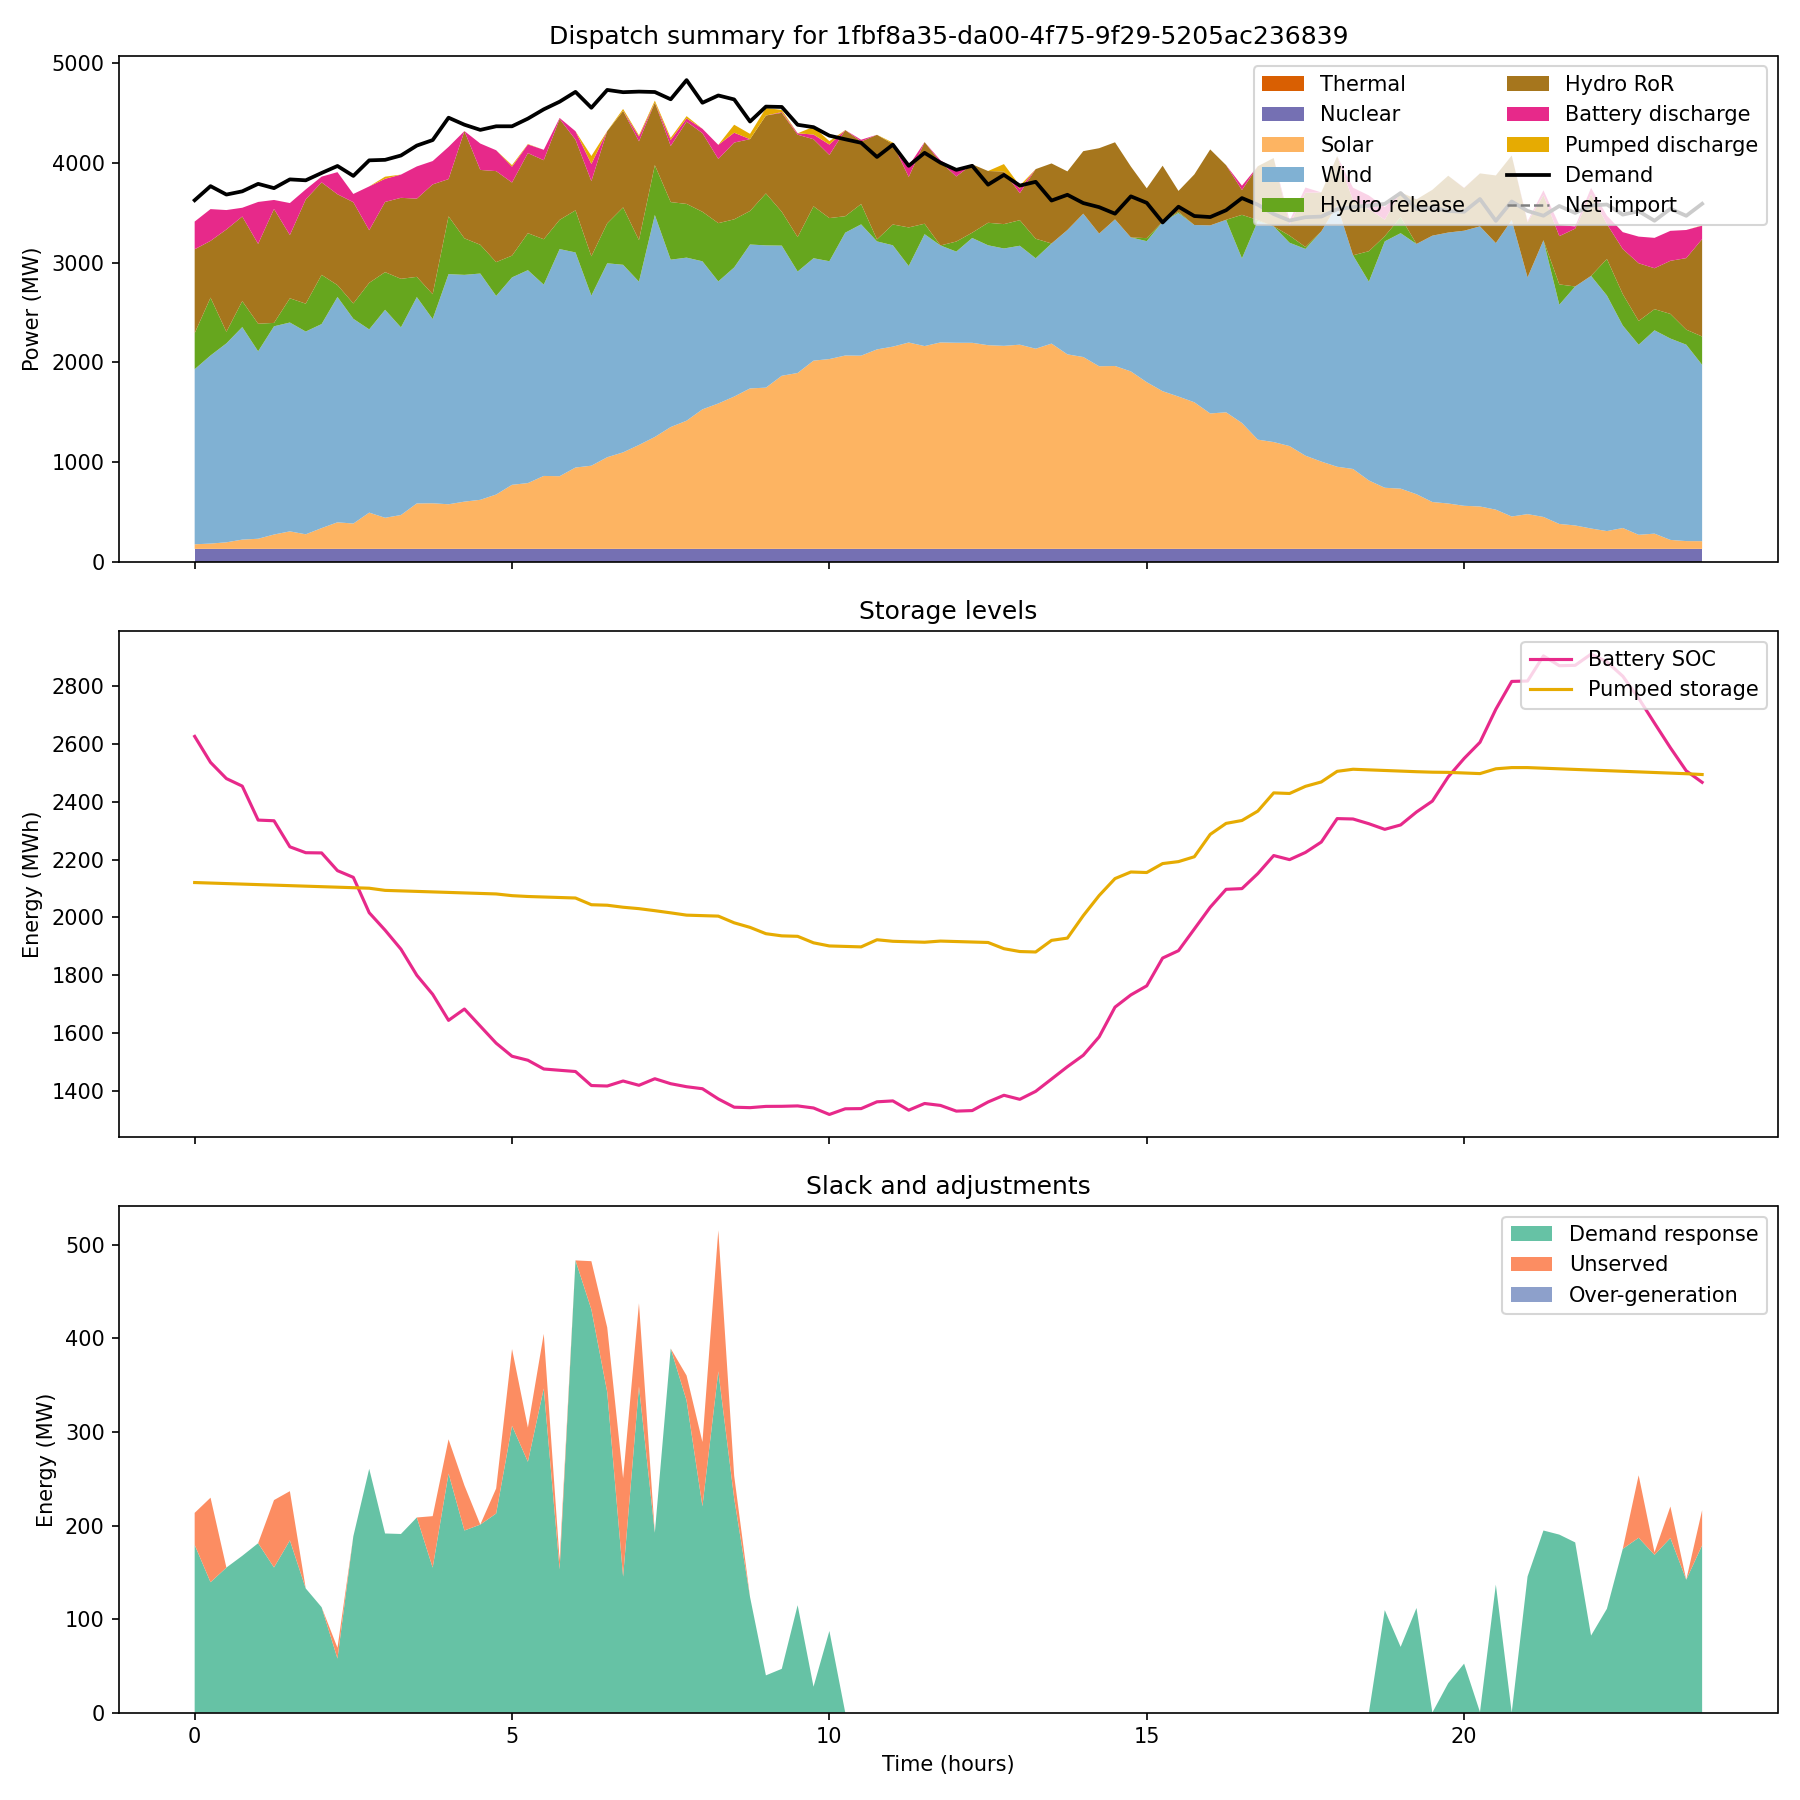 Dispatch summary for 1fbf8a35-da00-4f75-9f29-5205ac236839
Power (MW)
5000
4000
3000
2000
1000
0
Thermal
Nuclear
Solar
Wind
Hydro release
Hydro RoR
Battery discharge
Pumped discharge
Demand
Net import
Storage levels
Energy (MWh)
2800
2600
2400
2200
2000
1800
1600
1400
Battery SOC
Pumped storage
Slack and adjustments
Energy (MW)
500
400
300
200
100
0
Demand response
Unserved
Over-generation
0 5 10 15 20
Time (hours)